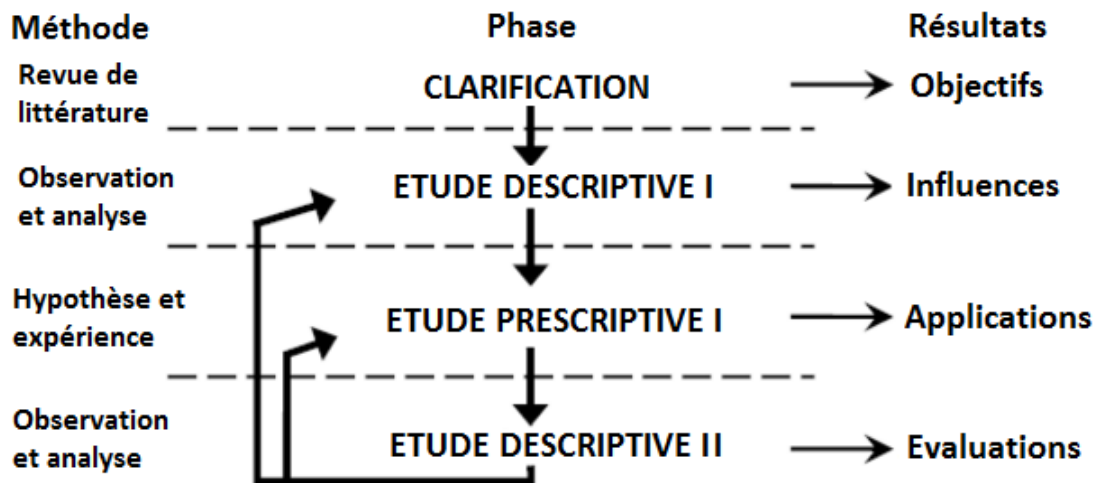 Méthode Phase Résultats
Revue de
littérature
CLARIFICATION
Objectifs
Observation
et analyse
ETUDE DESCRIPTIVE I
Influences
Hypothèse et
expérience
ETUDE PRESCRIPTIVE I
Applications
Observation
et analyse
ETUDE DESCRIPTIVE II
Evaluations